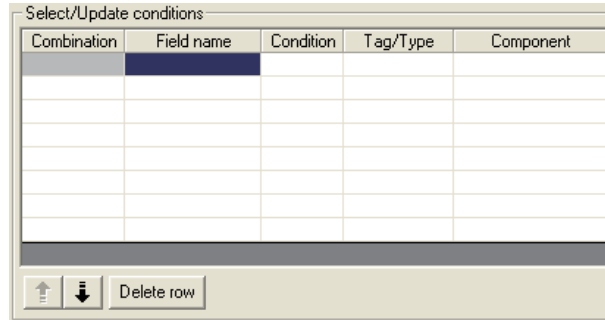 Select/Update conditions
Combination Field name Condition Tag/Type Component
Delete row